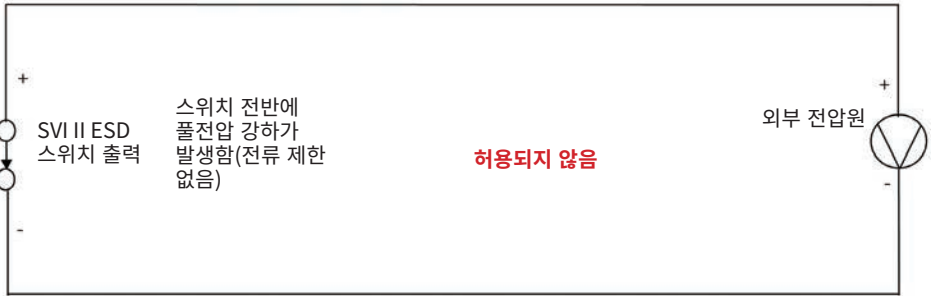 +
SVI II ESD
스위치 출력
-
스위치 전반에
풀전압 강하가
발생함(전류 제한
없음)
허용되지 않음
외부 전압원
+
-